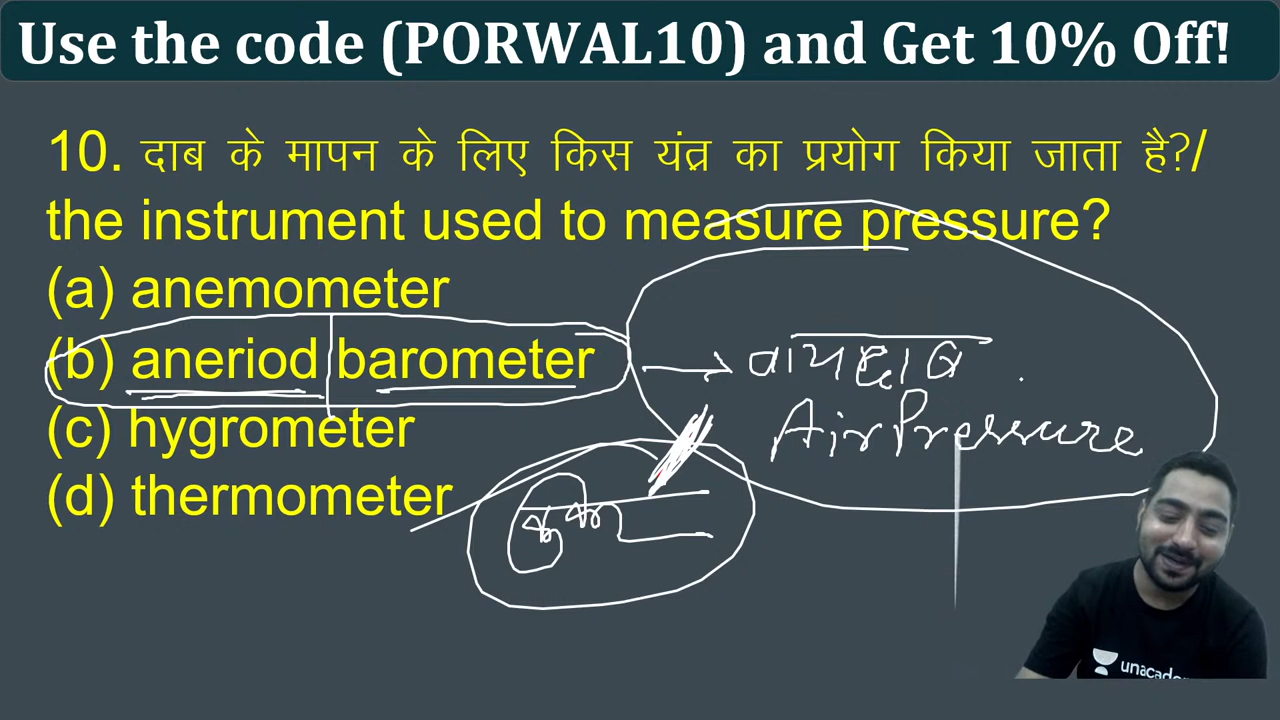 Use the code (PORWAL10) and Get 10% Off!
10. दाब के मापन के लिए किस यंत्र का प्रयोग किया जाता है?/
the instrument used to measure pressure?
(a) anemometer
(b) aneriod barometer
वायुदाब
Air Pressure
(c) hygrometer
(d) thermometer
unacade